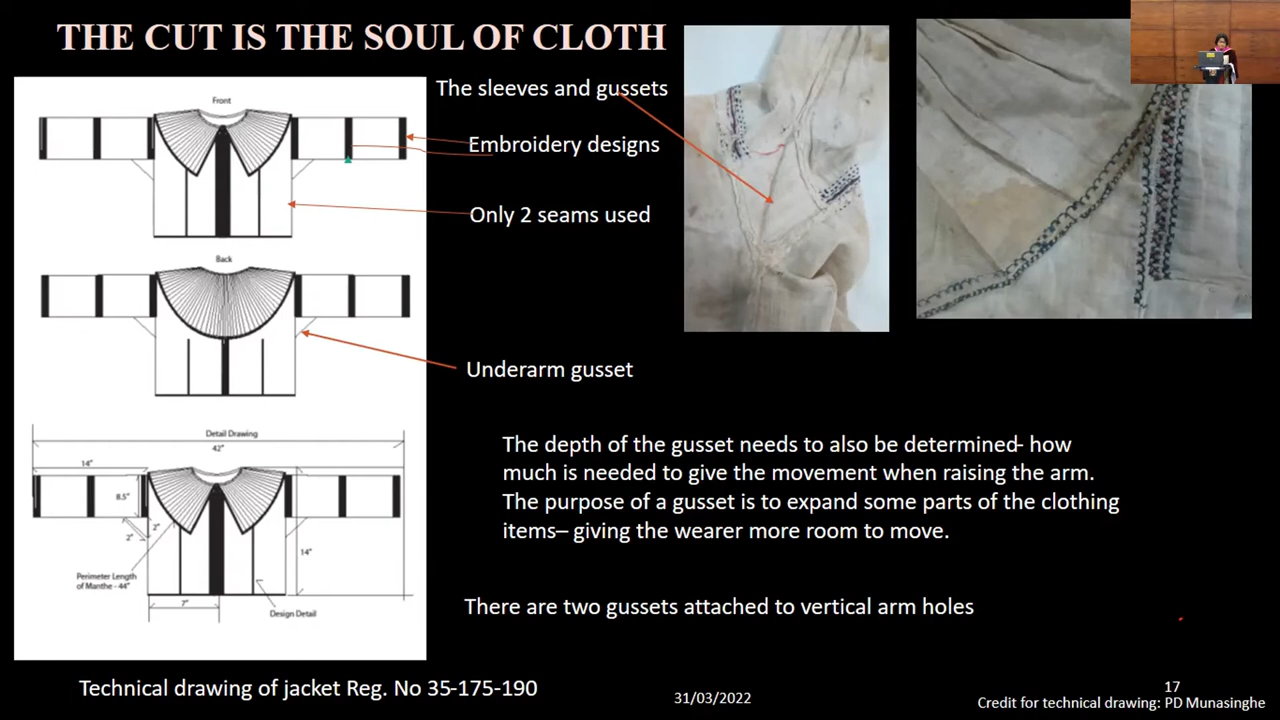 THE CUT IS THE SOUL OF CLOTH
Front
The sleeves and gussets
Embroidery designs
Only 2 seams used
Back
Underarm gusset
Detail Drawing
42"
14"
8.5"
2"
2"
14"
Perimeter Length
of Manthe - 44"
7"
Design Detail
The depth of the gusset needs to also be determined- how
much is needed to give the movement when raising the arm.
The purpose of a gusset is to expand some parts of the clothing
items– giving the wearer more room to move.
There are two gussets attached to vertical arm holes
Technical drawing of jacket Reg. No 35-175-190
31/03/2022
17
Credit for technical drawing: PD Munasinghe